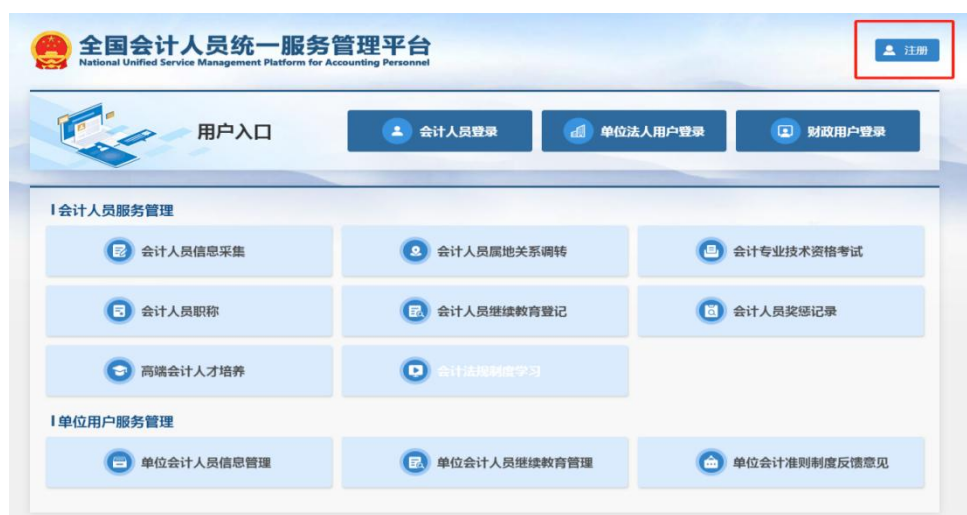 全国会计人员统一服务管理平台
National Unified Service Management Platform for Accounting Personnel
注册
用户入口
会计人员登录
单位法人用户登录
财政用户登录
会计人员服务管理
会计人员信息采集
会计人员属地关系调转
会计专业技术资格考试
会计人员职称
会计人员继续教育登记
会计人员奖惩记录
高端会计人才培养
会计法规制度学习
单位用户服务管理
单位会计人员信息管理
单位会计人员继续教育管理
单位会计准则制度反馈意见